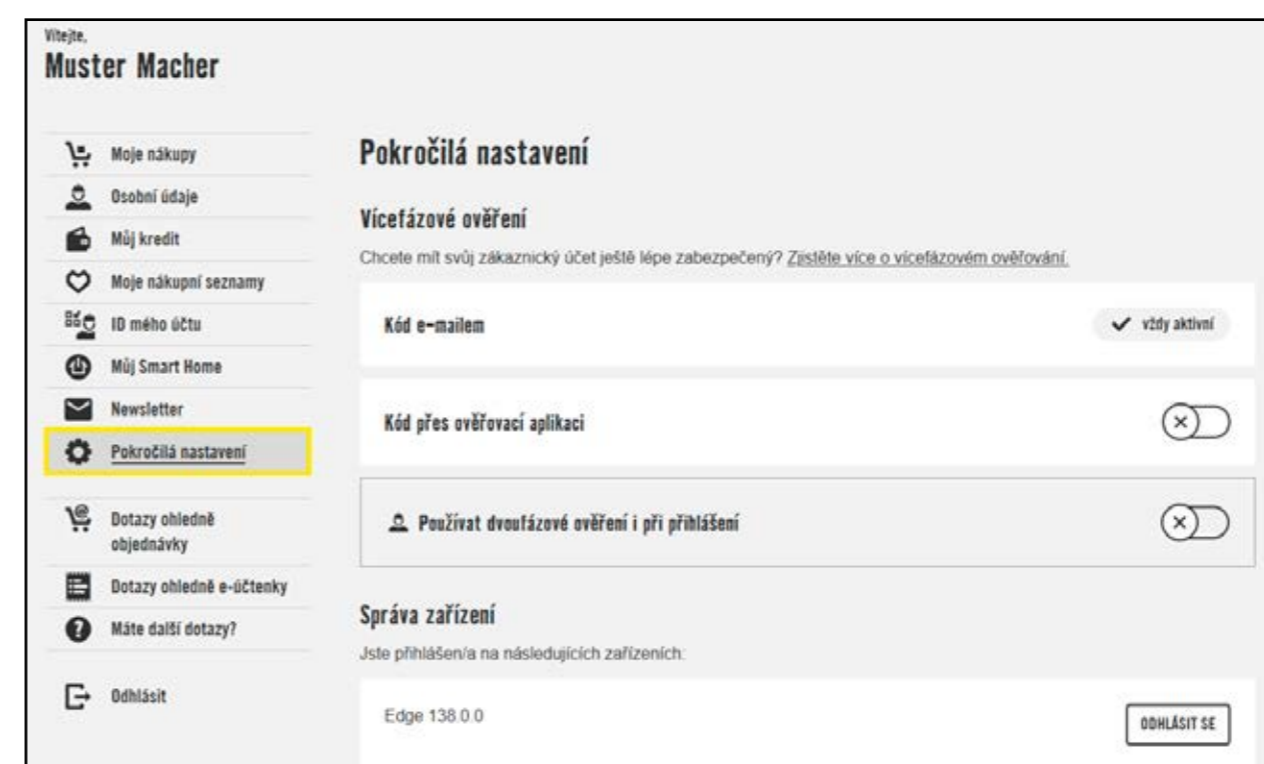 Vítejte,
Muster Macher
Moje nákupy
Osobní údaje
Můj kredit
Moje nákupní seznamy
ID mého účtu
Můj Smart Home
Newsletter
Pokročilá nastavení
Dotazy ohledně
objednávky
Dotazy ohledně e-účtenky
Máte další dotazy?
Odhlásit
Pokročilá nastavení
Vícefázové ověření
Chcete mít svůj zákaznický účet ještě lépe zabezpečený? Zjistěte více o vícefázovém ověřování.
Kód e-mailem
vždy aktivní
Kód přes ověřovací aplikaci
Používat dvoufázové ověření i při přihlášení
Správa zařízení
Jste přihlášen/a na následujících zařízeních:
Edge 138.0.0
ODHLÁSIT SE